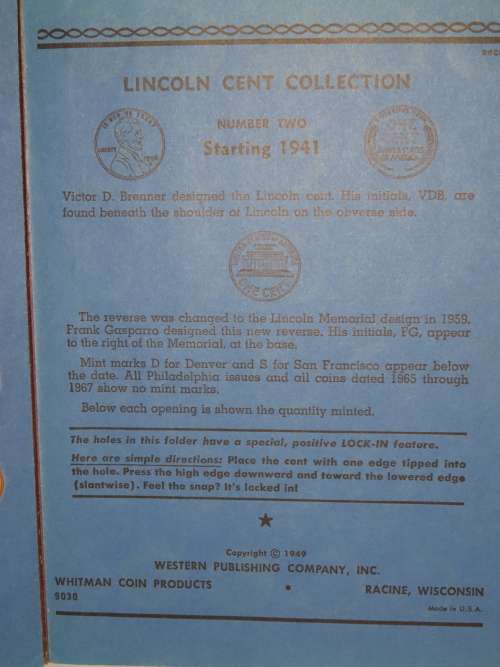 LINCOLN CENT COLLECTION
NUMBER TWO
Starting 1941
Victor D. Brenner designed the Lincoln cent. His initials, VDB, are
found beneath the shoulder of Lincoln on the obverse side.
ONE CENT
The reverse was changed to the Lincoln Memorial design in 1959.
Frank Gasparro designed this new reverse. His initials, FG, appear
to the right of the Memorial, at the base.
Mint marks D for Denver and S for San Francisco appear below
the date. All Philadelphia issues and all coins dated 1965 through
1967 show no mint marks.
Below each opening is shown the quantity minted.
The holes in this folder have a special, positive LOCK-IN feature.
Here are simple directions: Place the cent with one edge tipped into
the hole. Press the high edge downward and toward the lowered edge
(slantwise). Feel the snap? It's locked in!
Copyright © 1949
WESTERN PUBLISHING COMPANY, INC.
WHITMAN COIN PRODUCTS • RACINE, WISCONSIN
9030
Made in U.S.A.